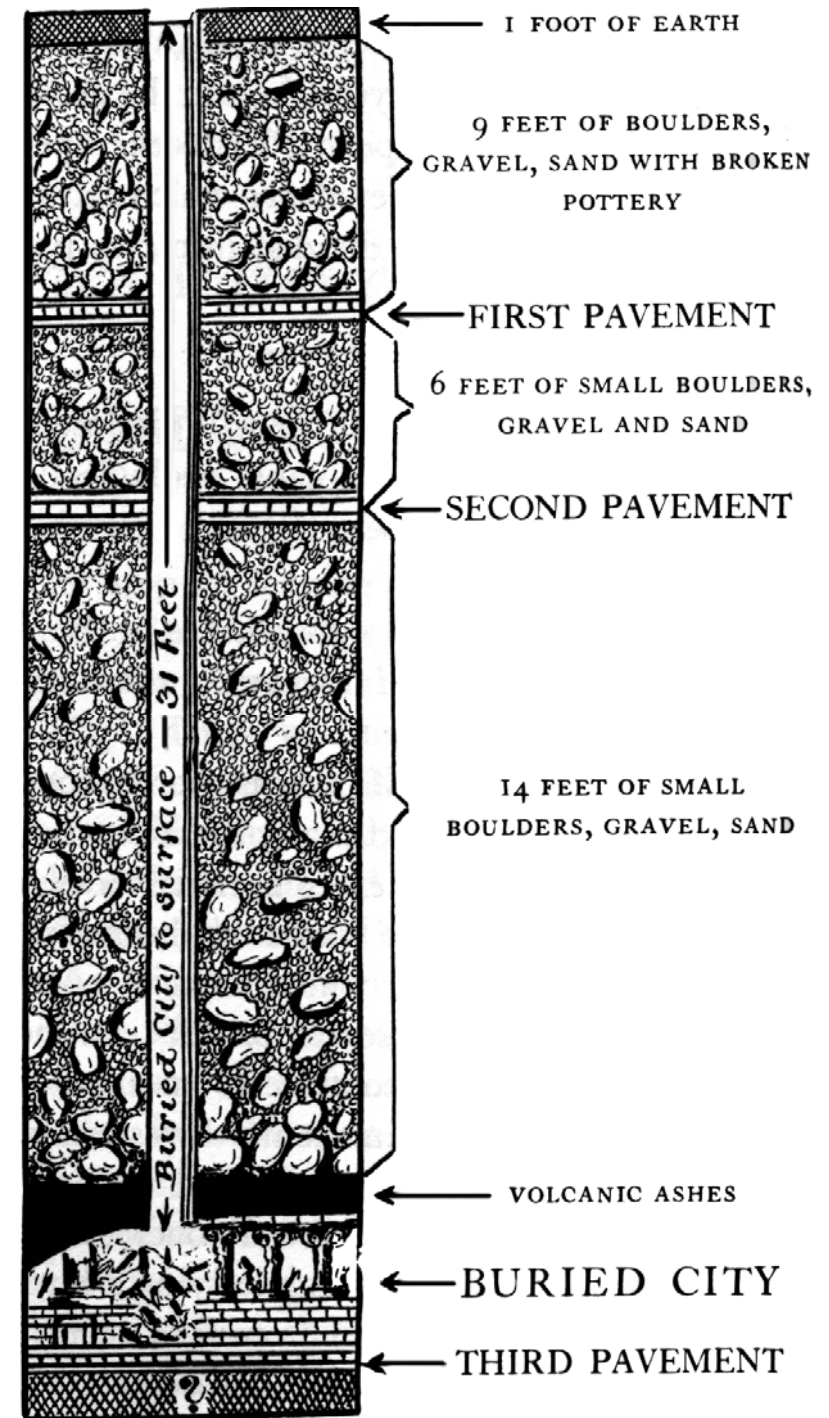 1 FOOT OF EARTH
9 FEET OF BOULDERS,
GRAVEL, SAND WITH BROKEN
POTTERY
FIRST PAVEMENT
6 FEET OF SMALL BOULDERS,
GRAVEL AND SAND
SECOND PAVEMENT
Buried City to surface — 31 Feet
14 FEET OF SMALL
BOULDERS, GRAVEL, SAND
VOLCANIC ASHES
BURIED CITY
THIRD PAVEMENT
?